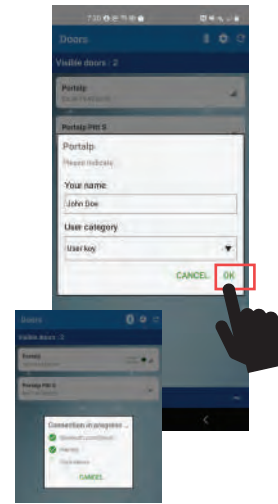 Doors
Visible doors : 2
Portalp
Portalp Pitt S
Portalp
Please indicate
Your name
John Doe
User category
User key
CANCEL OK
Doors
Visible doors : 2
Portalp
Portalp Pitt S
Connection in progress ...
Pairing
CANCEL